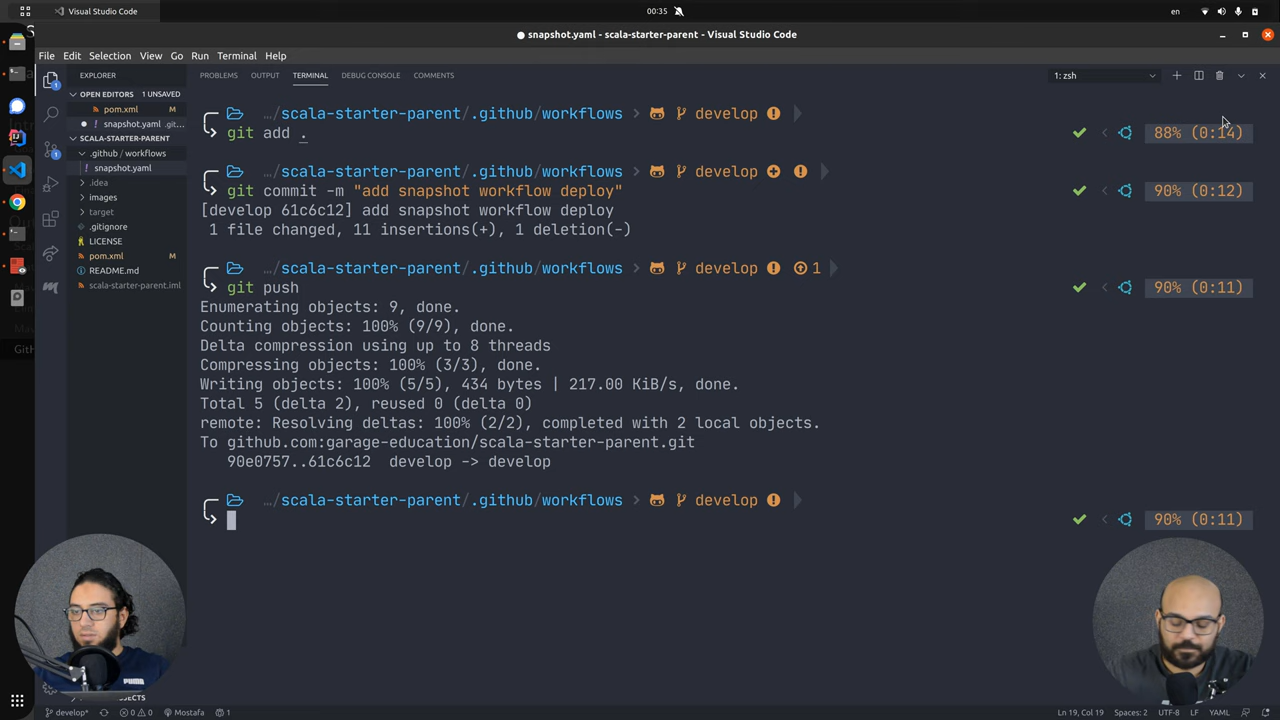 Visual Studio Code
00:35
en
snapshot.yaml - scala-starter-parent - Visual Studio Code
File Edit Selection View Go Run Terminal Help
EXPLORER
PROBLEMS OUTPUT TERMINAL DEBUG CONSOLE COMMENTS
1: zsh
OPEN EDITORS 1 UNSAVED
pom.xml M
! snapshot.yaml .git...
SCALA-STARTER-PARENT
.github / workflows
! snapshot.yaml
.idea
images
target
.gitignore
LICENSE
pom.xml M
README.md
scala-starter-parent.iml
…/scala-starter-parent/.github/workflows > develop
git add .
88% (0:14)
…/scala-starter-parent/.github/workflows > develop
git commit -m "add snapshot workflow deploy"
90% (0:12)
[develop 61c6c12] add snapshot workflow deploy
1 file changed, 11 insertions(+), 1 deletion(-)
…/scala-starter-parent/.github/workflows > develop 1
git push
90% (0:11)
Enumerating objects: 9, done.
Counting objects: 100% (9/9), done.
Delta compression using up to 8 threads
Compressing objects: 100% (3/3), done.
Writing objects: 100% (5/5), 434 bytes | 217.00 KiB/s, done.
Total 5 (delta 2), reused 0 (delta 0)
remote: Resolving deltas: 100% (2/2), completed with 2 local objects.
To github.com:garage-education/scala-starter-parent.git
90e0757..61c6c12 develop -> develop
…/scala-starter-parent/.github/workflows > develop
90% (0:11)
develop* 0 0 Mostafa 1
Ln 19, Col 19 Spaces: 2 UTF-8 LF YAML